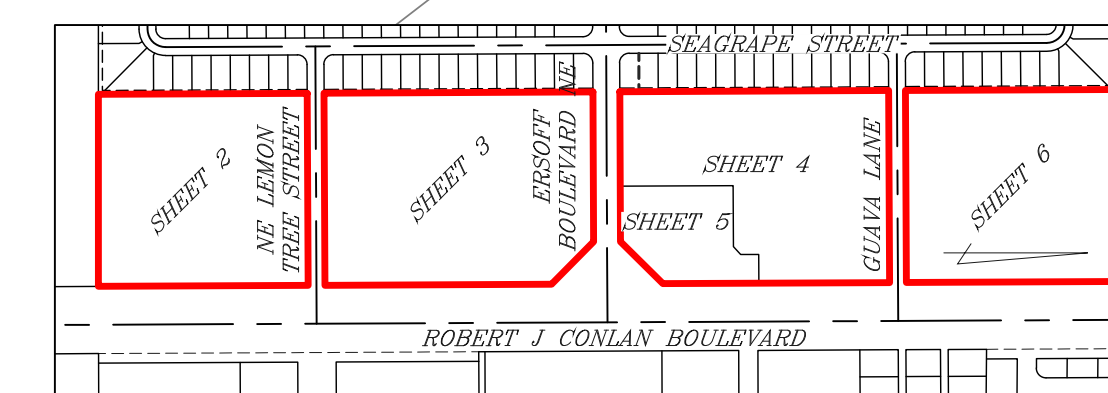 SEAGRAPE STREET
SHEET 2
NE LEMON
TREE STREET
SHEET 3
ERSOFF
BOULEVARD NE
SHEET 4
SHEET 5
GUAVA LANE
SHEET 6
ROBERT J CONLAN BOULEVARD